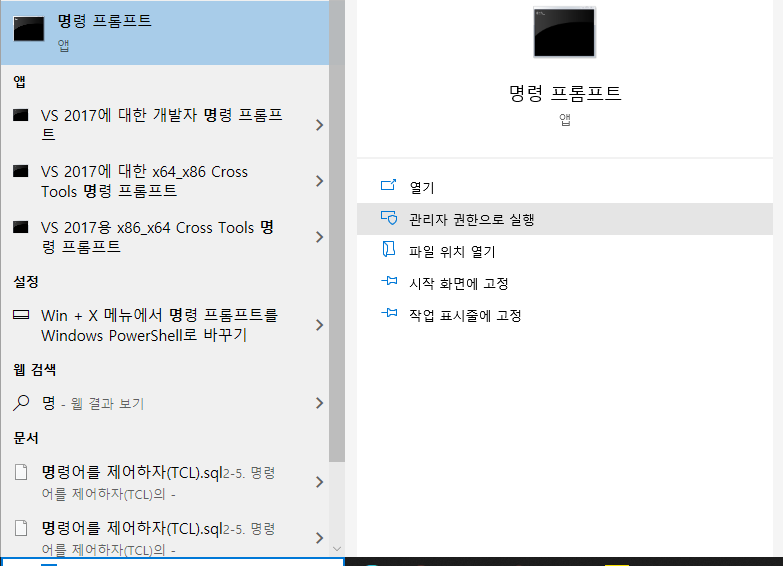 명령 프롬프트
앱
앱
VS 2017에 대한 개발자 명령 프롬프
트
VS 2017에 대한 x64_x86 Cross
Tools 명령 프롬프트
VS 2017용 x86_x64 Cross Tools 명
령 프롬프트
설정
Win + X 메뉴에서 명령 프롬프트를
Windows PowerShell로 바꾸기
웹 검색
명 - 웹 결과 보기
문서
명령어를 제어하자(TCL).sql2-5. 명령
어를 제어하자(TCL)의 -
명령어를 제어하자(TCL).sql2-5. 명령
어를 제어하자(TCL)의 -
명령 프롬프트
앱
열기
관리자 권한으로 실행
파일 위치 열기
시작 화면에 고정
작업 표시줄에 고정